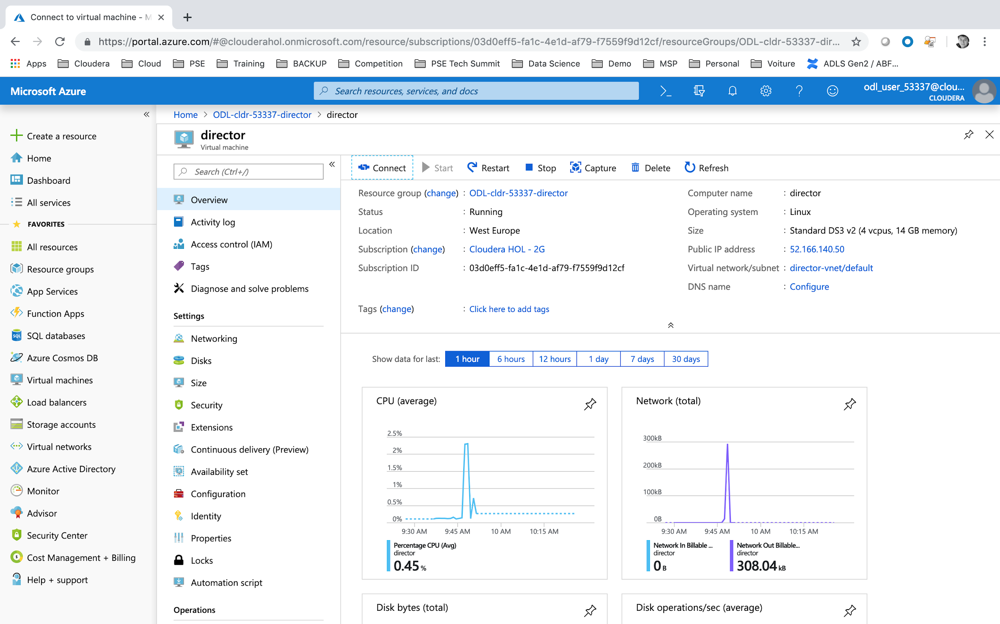 Connect to virtual machine - M
https://portal.azure.com/#@clouderahol.onmicrosoft.com/resource/subscriptions/03d0eff5-fa1c-4e1d-af79-f7559f9d12cf/resourceGroups/ODL-cldr-53337-dir...
Apps Cloudera Cloud PSE Training BACKUP Competition PSE Tech Summit Data Science Demo MSP Personal Voiture ADLS Gen2 / ABF...
Microsoft Azure
Search resources, services, and docs
odl_user_53337@clou...
CLOUDERA
Create a resource
Home
Dashboard
All services
FAVORITES
All resources
Resource groups
App Services
Function Apps
SQL databases
Azure Cosmos DB
Virtual machines
Load balancers
Storage accounts
Virtual networks
Azure Active Directory
Monitor
Advisor
Security Center
Cost Management + Billing
Help + support
Home > ODL-cldr-53337-director > director
director
Virtual machine
Search (Ctrl+/)
Overview
Activity log
Access control (IAM)
Tags
Diagnose and solve problems
Settings
Networking
Disks
Size
Security
Extensions
Continuous delivery (Preview)
Availability set
Configuration
Identity
Properties
Locks
Automation script
Operations
Connect Start Restart Stop Capture Delete Refresh
Resource group (change) : ODL-cldr-53337-director
Status : Running
Location : West Europe
Subscription (change) : Cloudera HOL - 2G
Subscription ID : 03d0eff5-fa1c-4e1d-af79-f7559f9d12cf
Computer name : director
Operating system : Linux
Size : Standard DS3 v2 (4 vcpus, 14 GB memory)
Public IP address : 52.166.140.50
Virtual network/subnet : director-vnet/default
DNS name : Configure
Tags (change) : Click here to add tags
Show data for last: 1 hour 6 hours 12 hours 1 day 7 days 30 days
CPU (average)
2.5%
2%
1.5%
1%
0.5%
0%
9:30 AM 9:45 AM 10 AM 10:15 AM
Percentage CPU (Avg)
director
0.45 %
Network (total)
300kB
200kB
100kB
0B
9:30 AM 9:45 AM 10 AM 10:15 AM
Network In Billable ...
director
0 B
Network Out Billable...
director
308.04 kB
Disk bytes (total)
Disk operations/sec (average)